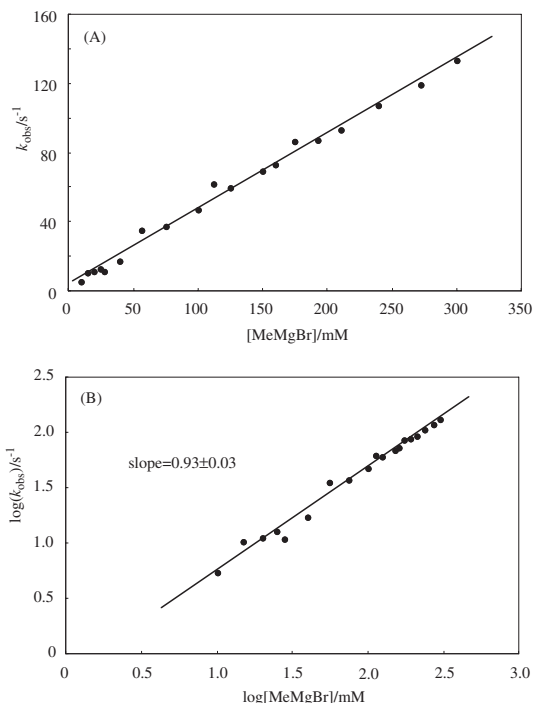 160
(A)
120
80
40
0
k_obs/s⁻¹
0 50 100 150 200 250 300 350
[MeMgBr]/mM
2.5
(B)
2.0
slope=0.93±0.03
1.5
1.0
0.5
0
log(k_obs)/s⁻¹
0.0 0.5 1.0 1.5 2.0 2.5 3.0
log[MeMgBr]/mM